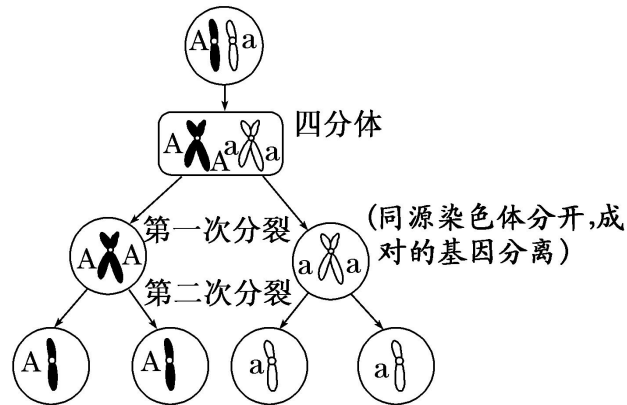 A a
四分体
A A a a
第一次分裂
(同源染色体分开,成
对的基因分离)
A A a a
第二次分裂
A A a a